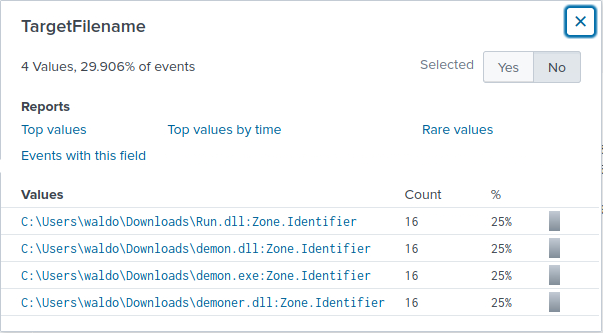 TargetFilename
4 Values, 29.906% of events
Selected Yes No
Reports
Top values Top values by time Rare values
Events with this field
Values Count %
C:\Users\waldo\Downloads\Run.dll:Zone.Identifier 16 25%
C:\Users\waldo\Downloads\demon.dll:Zone.Identifier 16 25%
C:\Users\waldo\Downloads\demon.exe:Zone.Identifier 16 25%
C:\Users\waldo\Downloads\demoner.dll:Zone.Identifier 16 25%